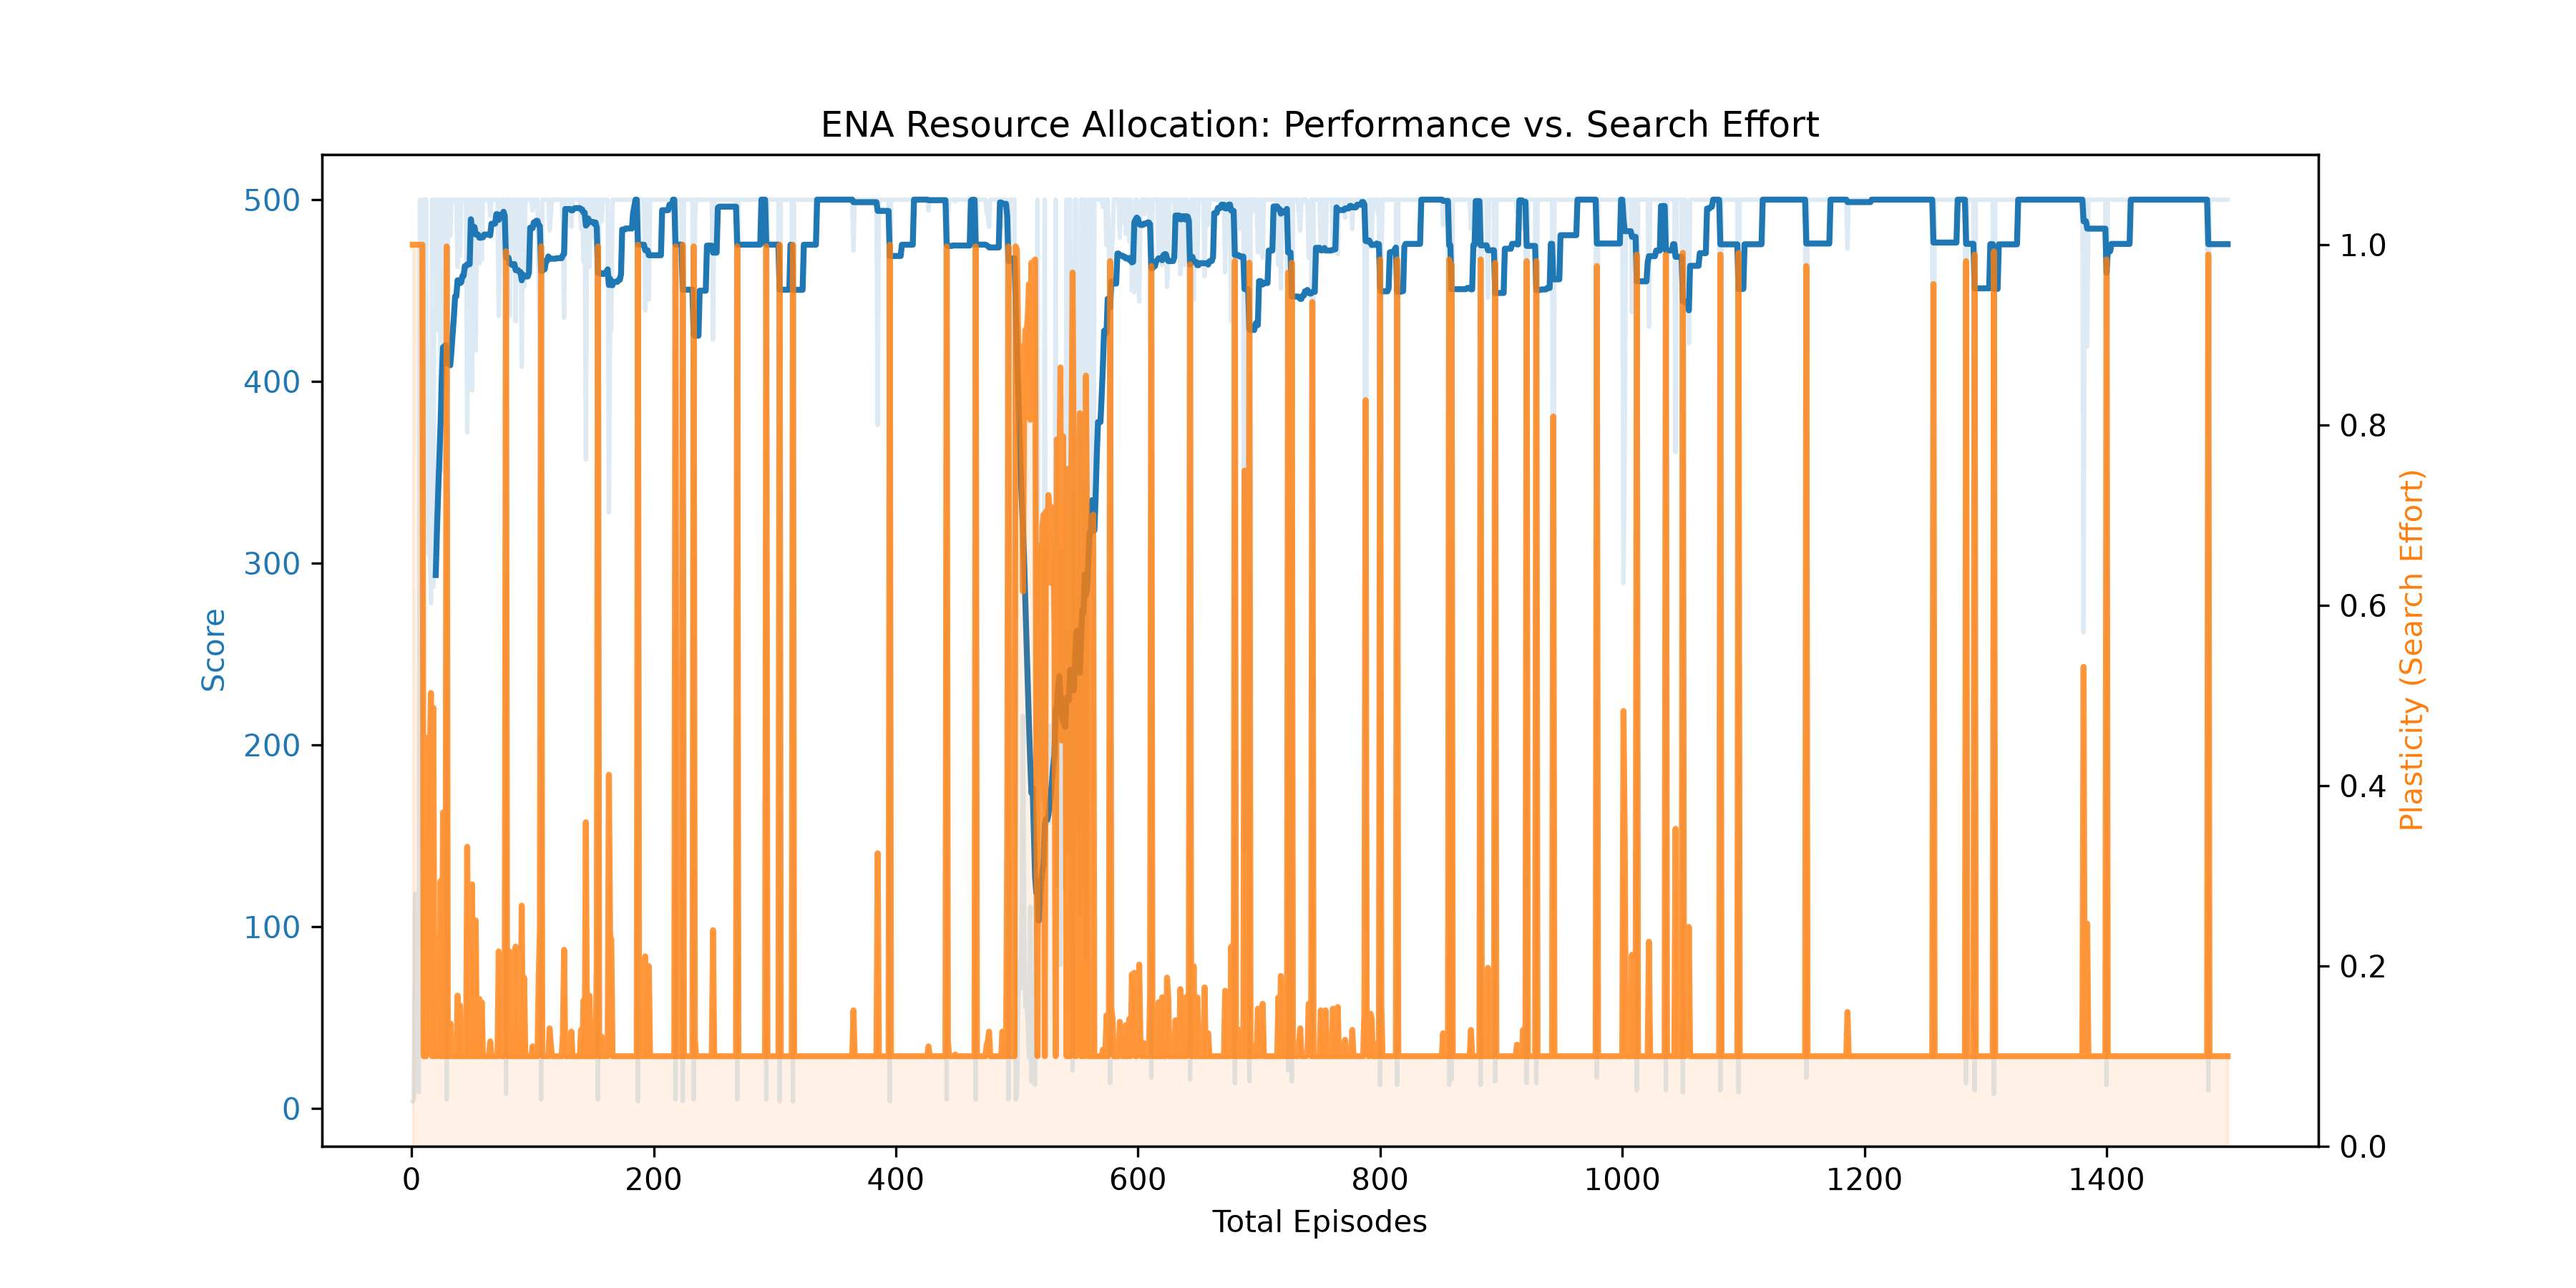 ENA Resource Allocation: Performance vs. Search Effort
500
400
300
200
100
0
Score
1.0
0.8
0.6
0.4
0.2
0.0
Plasticity (Search Effort)
0 200 400 600 800 1000 1200 1400
Total Episodes